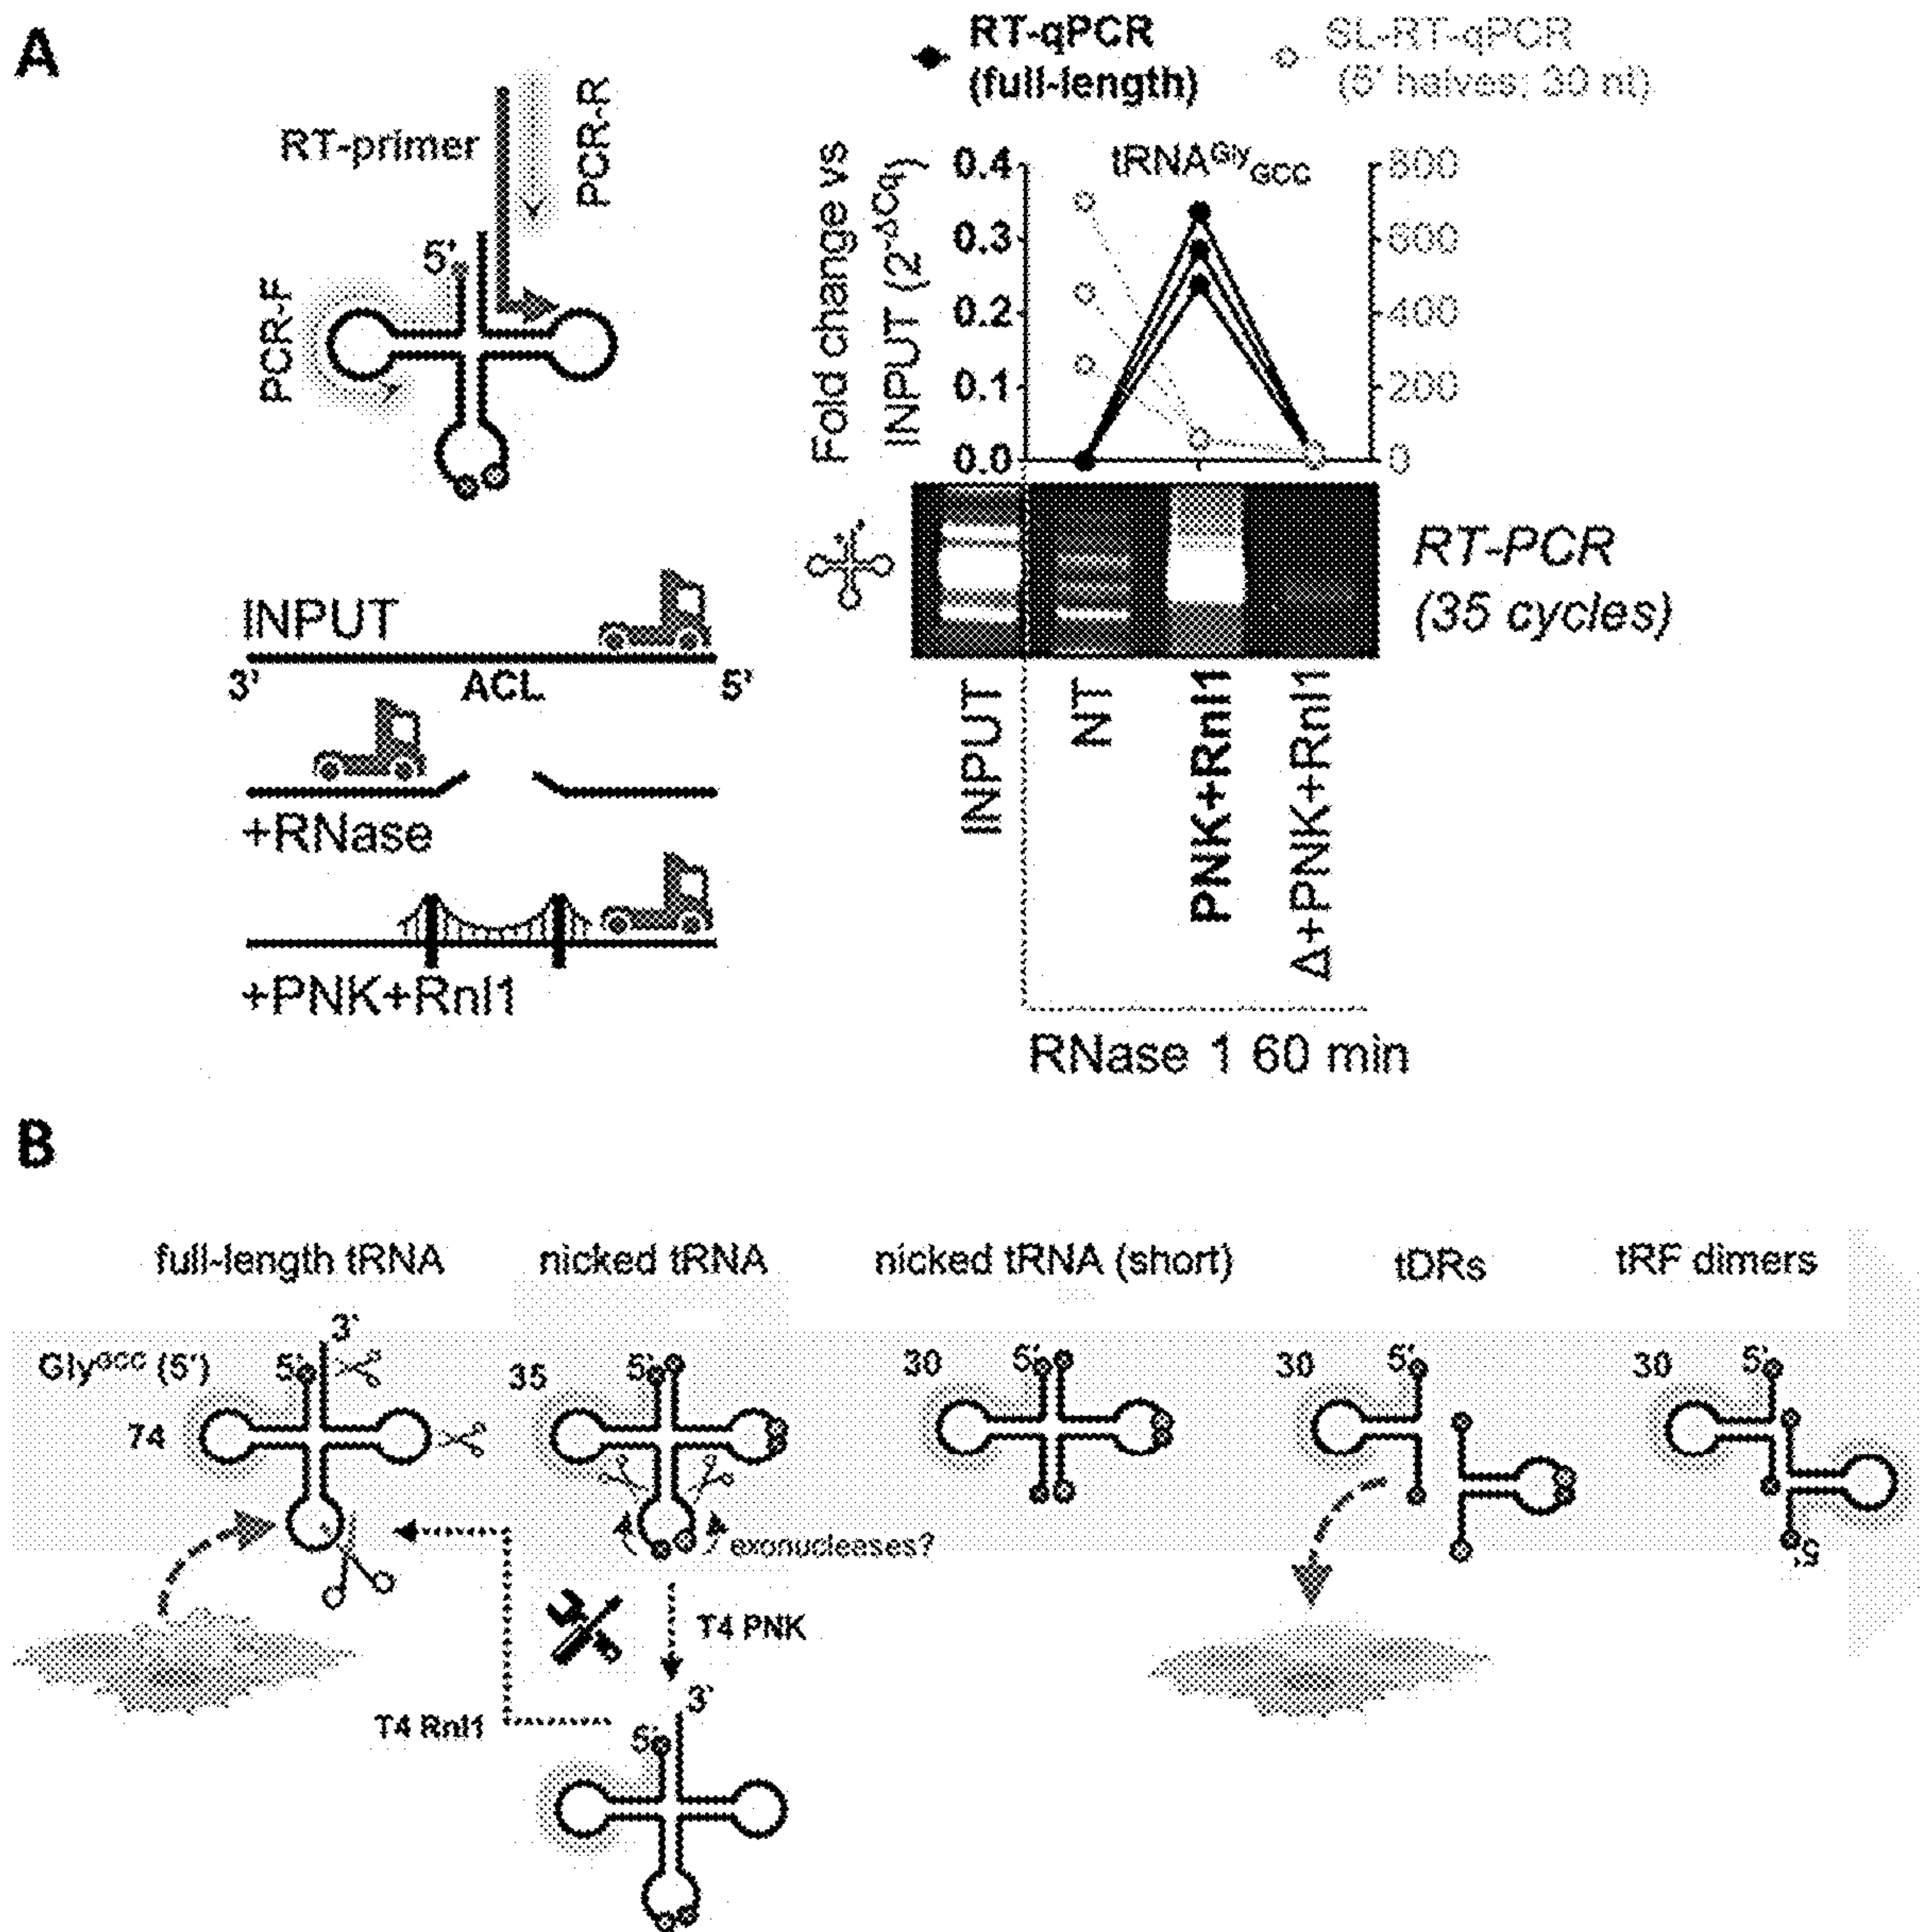 A
RT-primer
PCR-R
5'
PCR-F
INPUT
3'
ACL
5'
+RNase
+PNK+Rnl1
RT-qPCR
(full-length)
SL-RT-qPCR
(5' halves; 30 nt)
Fold change vs
INPUT (2^-ΔCq)
tRNA^Gly_GCC
0.4
0.3
0.2
0.1
0.0
800
600
400
200
0
RT-PCR
(35 cycles)
INPUT
NT
PNK+Rnl1
Δ+PNK+Rnl1
RNase 1 60 min
B
full-length tRNA
nicked tRNA
nicked tRNA (short)
tDRs
tRF dimers
Gly^GCC (5')
74
5'
3'
35
5'
30
5'
30
5'
30
5'
5'
exonucleases?
T4 PNK
T4 Rnl1
3'
5'